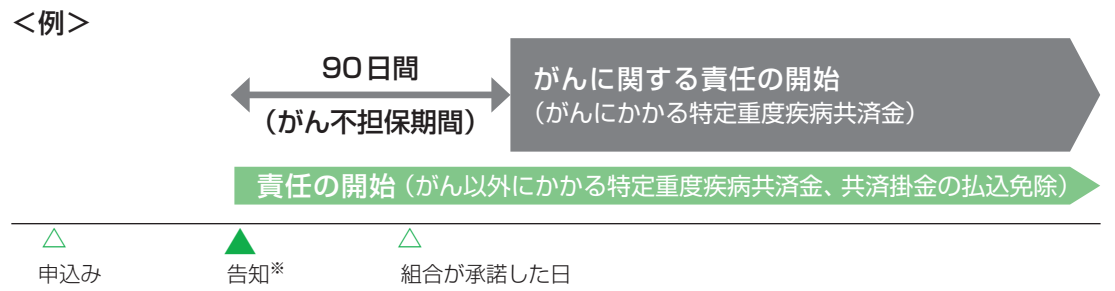 ＜例＞
90日間
（がん不担保期間）
がんに関する責任の開始
（がんにかかる特定重度疾病共済金）
責任の開始（がん以外にかかる特定重度疾病共済金、共済掛金の払込免除）
申込み
告知※
組合が承諾した日